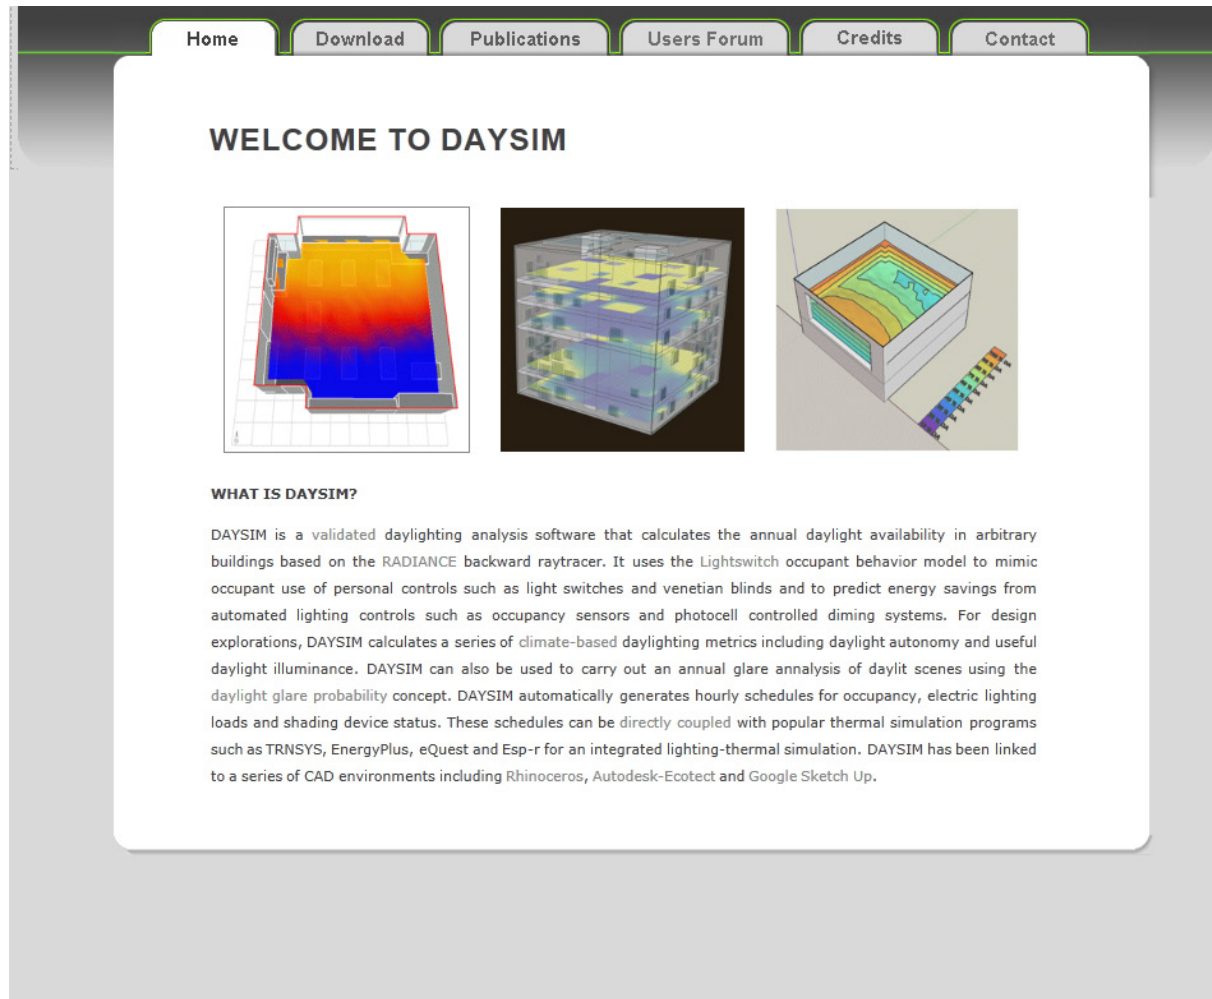 Home Download Publications Users Forum Credits Contact
WELCOME TO DAYSIM
WHAT IS DAYSIM?
DAYSIM is a validated daylighting analysis software that calculates the annual daylight availability in arbitrary
buildings based on the RADIANCE backward raytracer. It uses the Lightswitch occupant behavior model to mimic
occupant use of personal controls such as light switches and venetian blinds and to predict energy savings from
automated lighting controls such as occupancy sensors and photocell controlled diming systems. For design
explorations, DAYSIM calculates a series of climate-based daylighting metrics including daylight autonomy and useful
daylight illuminance. DAYSIM can also be used to carry out an annual glare annalysis of daylit scenes using the
daylight glare probability concept. DAYSIM automatically generates hourly schedules for occupancy, electric lighting
loads and shading device status. These schedules can be directly coupled with popular thermal simulation programs
such as TRNSYS, EnergyPlus, eQuest and Esp-r for an integrated lighting-thermal simulation. DAYSIM has been linked
to a series of CAD environments including Rhinoceros, Autodesk-Ecotect and Google Sketch Up.